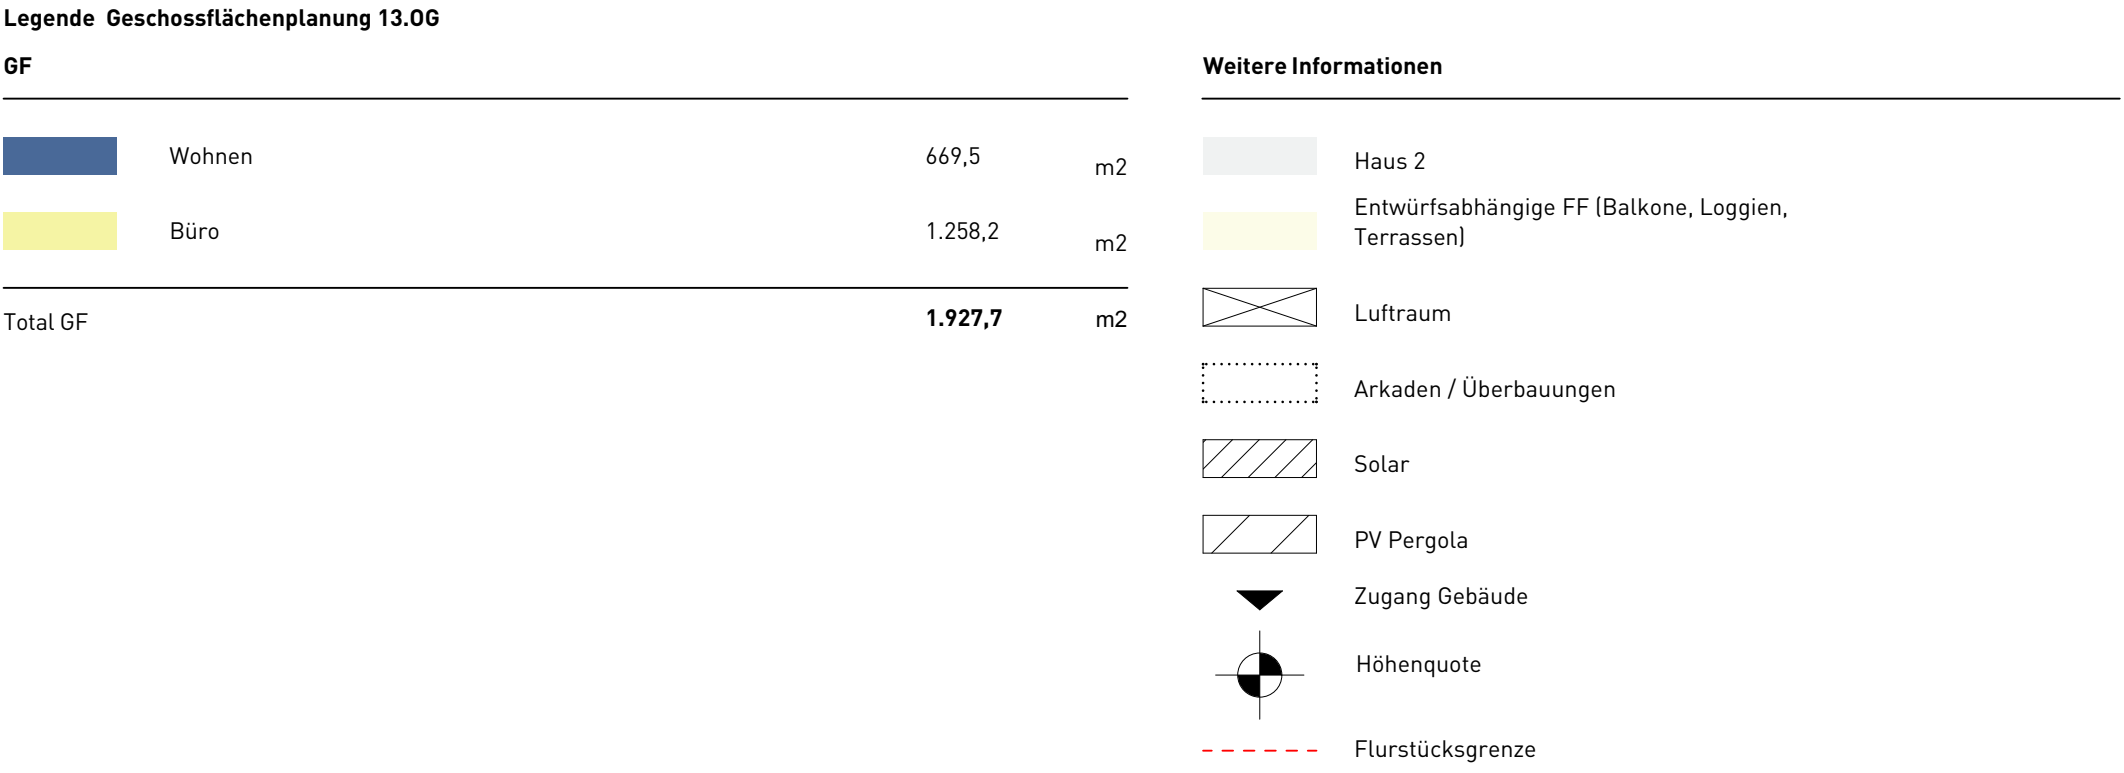 Legende Geschossflächenplanung 13.OG
GF
Wohnen 669,5 m2
Büro 1.258,2 m2
Total GF 1.927,7 m2
Weitere Informationen
Haus 2
Entwürfsabhängige FF (Balkone, Loggien,
Terrassen)
Luftraum
Arkaden / Überbauungen
Solar
PV Pergola
Zugang Gebäude
Höhenquote
Flurstücksgrenze